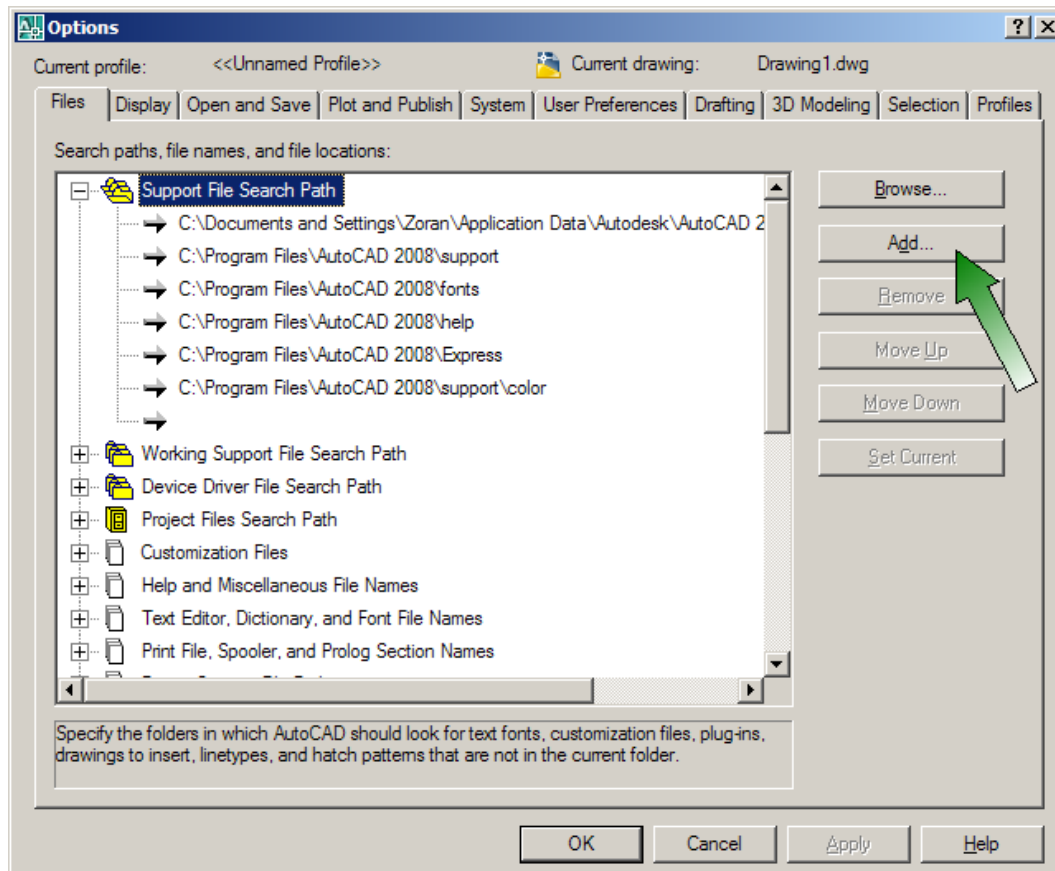 Options
Current profile: <<Unnamed Profile>> Current drawing: Drawing1.dwg
Files Display Open and Save Plot and Publish System User Preferences Drafting 3D Modeling Selection Profiles
Search paths, file names, and file locations:
Support File Search Path
C:\Documents and Settings\Zoran\Application Data\Autodesk\AutoCAD 2
C:\Program Files\AutoCAD 2008\support
C:\Program Files\AutoCAD 2008\fonts
C:\Program Files\AutoCAD 2008\help
C:\Program Files\AutoCAD 2008\Express
C:\Program Files\AutoCAD 2008\support\color
Working Support File Search Path
Device Driver File Search Path
Project Files Search Path
Customization Files
Help and Miscellaneous File Names
Text Editor, Dictionary, and Font File Names
Print File, Spooler, and Prolog Section Names
Browse...
Add...
Remove
Move Up
Move Down
Set Current
Specify the folders in which AutoCAD should look for text fonts, customization files, plug-ins,
drawings to insert, linetypes, and hatch patterns that are not in the current folder.
OK Cancel Apply Help